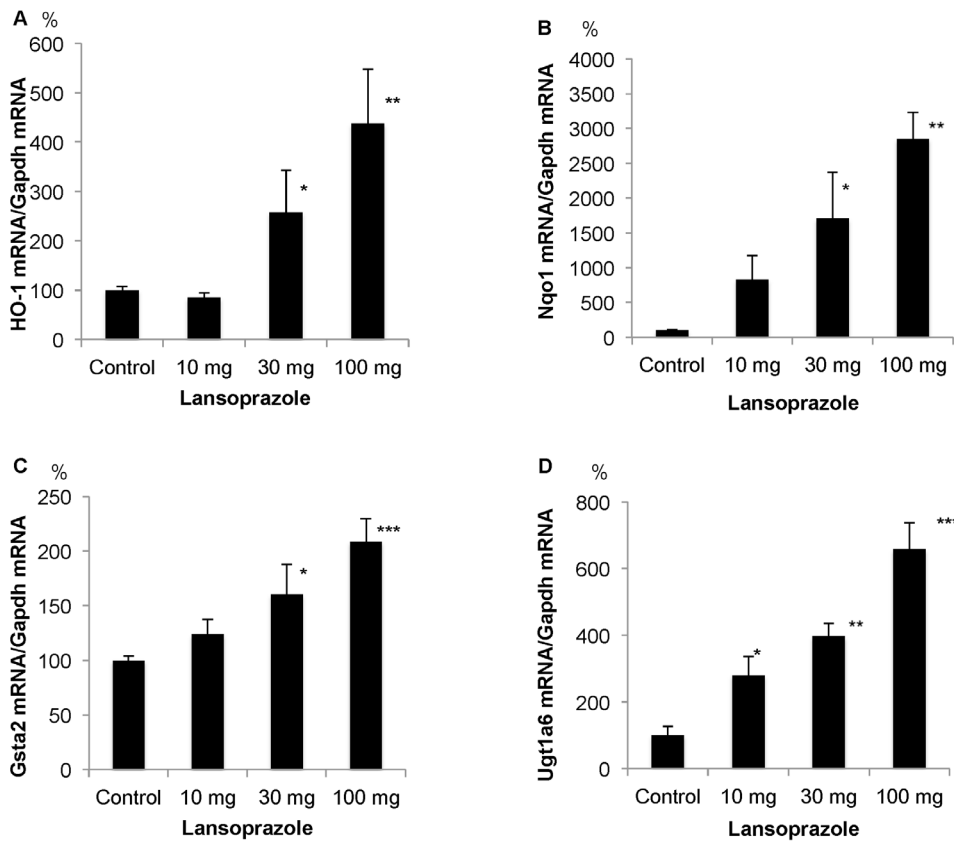 A %
HO-1 mRNA/Gapdh mRNA
600
500
400
300
200
100
0
*
**
Control 10 mg 30 mg 100 mg
Lansoprazole
B %
Nqo1 mRNA/Gapdh mRNA
4000
3500
3000
2500
2000
1500
1000
500
0
*
**
Control 10 mg 30 mg 100 mg
Lansoprazole
C %
Gsta2 mRNA/Gapdh mRNA
250
200
150
100
50
0
*
***
Control 10 mg 30 mg 100 mg
Lansoprazole
D %
Ugt1a6 mRNA/Gapdh mRNA
800
600
400
200
0
*
**
***
Control 10 mg 30 mg 100 mg
Lansoprazole